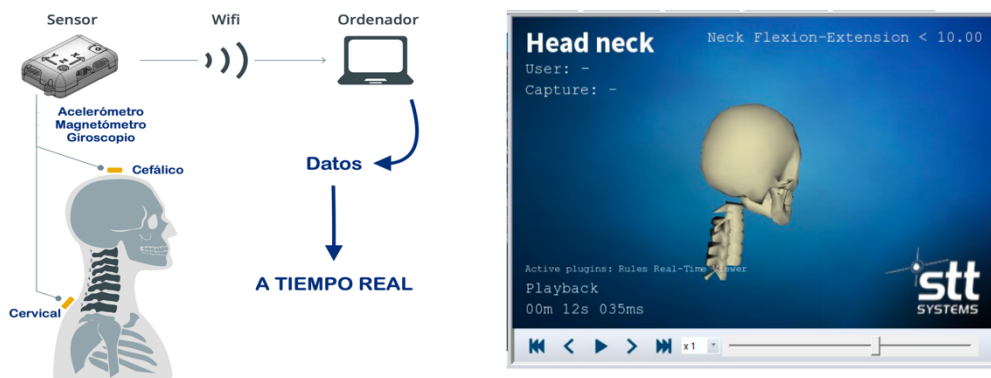 Sensor
Wifi
Ordenador
Acelerómetro
Magnetómetro
Giroscopio
Cefálico
Datos
A TIEMPO REAL
Cervical
Head neck
Neck Flexion-Extension < 10.00
User: -
Capture: -
Active plugins: Rules Real-Time Viewer
Playback
00m 12s 035ms
stt
SYSTEMS
x 1